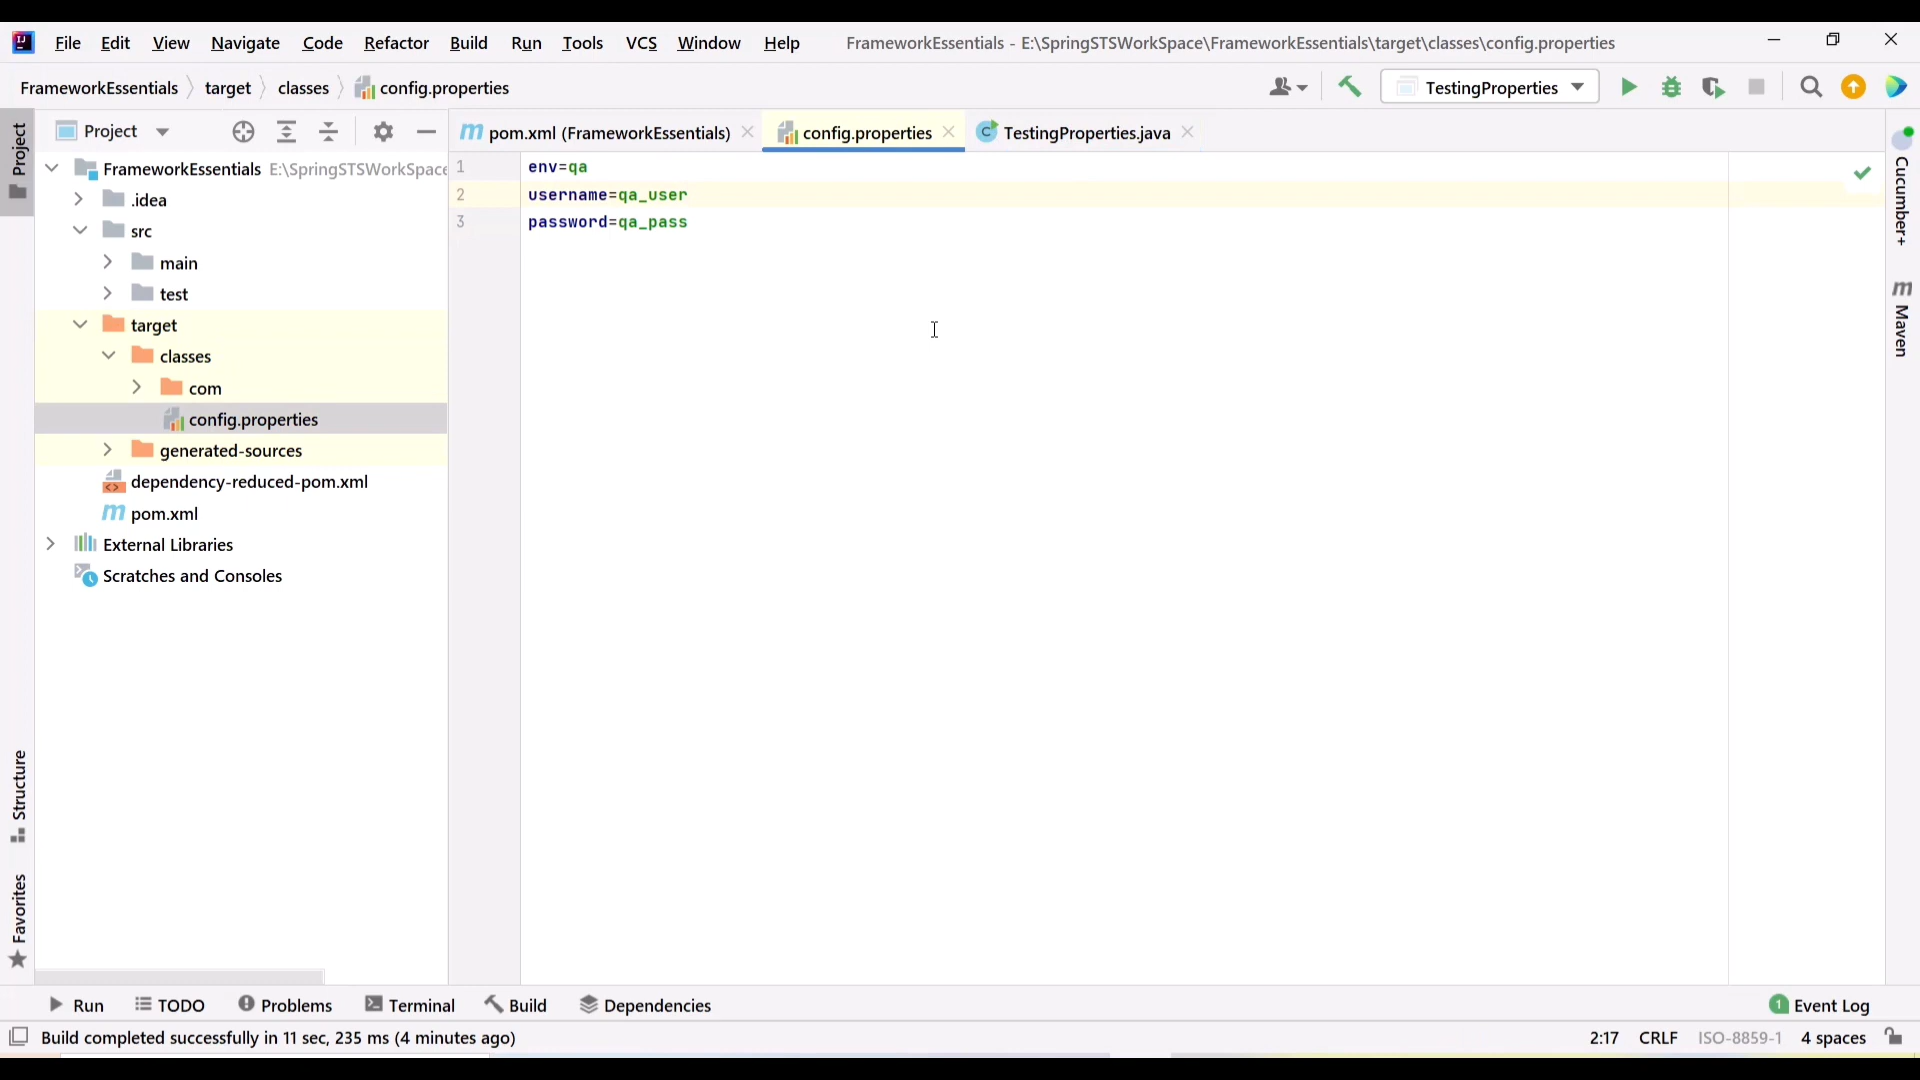 File Edit View Navigate Code Refactor Build Run Tools VCS Window Help FrameworkEssentials - E:\SpringSTSWorkSpace\FrameworkEssentials\target\classes\config.properties
FrameworkEssentials target classes config.properties TestingProperties
Project
Project
pom.xml (FrameworkEssentials) config.properties TestingProperties.java
FrameworkEssentials E:\SpringSTSWorkSpace
.idea
src
main
test
target
classes
com
config.properties
generated-sources
dependency-reduced-pom.xml
pom.xml
External Libraries
Scratches and Consoles
1 env=qa
2 username=qa_user
3 password=qa_pass
Cucumber+
Maven
Structure
Favorites
Run TODO Problems Terminal Build Dependencies 1 Event Log
Build completed successfully in 11 sec, 235 ms (4 minutes ago) 2:17 CRLF ISO-8859-1 4 spaces